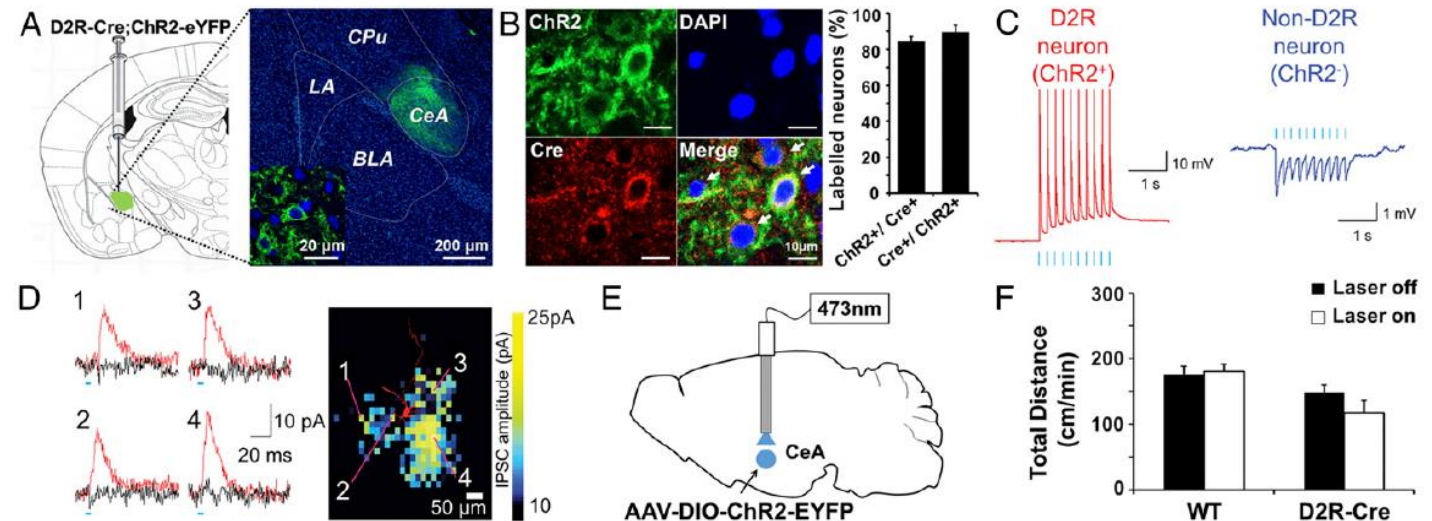 A
D2R-Cre;ChR2-eYFP
CPu
LA
CeA
BLA
20 µm
200 µm
B
ChR2
DAPI
Cre
Merge
10µm
Labelled neurons (%)
100
80
60
40
20
0
ChR2+/ Cre+
Cre+/ ChR2+
C
D2R
neuron
(ChR2⁺)
10 mV
1 s
Non-D2R
neuron
(ChR2⁻)
1 mV
1 s
D
1
3
2
4
10 pA
20 ms
1
3
2
4
50 µm
25pA
IPSC amplitude (pA)
10
E
473nm
CeA
AAV-DIO-ChR2-EYFP
F
Laser off
Laser on
Total Distance
(cm/min)
300
200
100
0
WT
D2R-Cre